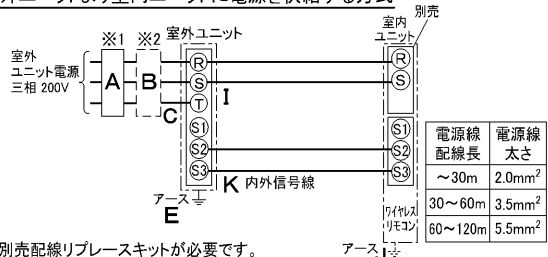 外ユニットより室内ユニットに電源を供給する方式
別売
※1
※2
室外ユニット
室内
ユニット
室外
ユニット電源
三相 200V
A
B
C
R
S
T
S1
S2
S3
I
K 内外信号線
アース
E
R
S
S1
S2
S3
ワイヤレス
リモコン
アース
電源線
配線長
電源線
太さ
～30m
2.0mm²
30～60m
3.5mm²
60～120m
5.5mm²
別売配線リプレースキットが必要です。